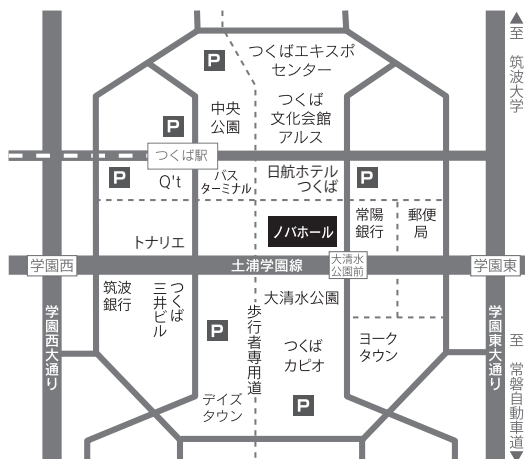 ▲至 筑波大学
P
つくばエキスポ
センター
中央
公園
つくば
文化会館
アルス
P
つくば駅
P
Q't
バス
ターミナル
日航ホテル
つくば
P
トナリエ
ノバホール
常陽
銀行
郵便
局
学園西
土浦学園線
大清水
公園前
学園東
筑波
銀行
つくば
三井ビル
大清水公園
学園西大通り
歩行者専用道
P
つくば
カピオ
ヨーク
タウン
学園東大通り
デイズ
タウン
P
至 常磐自動車道▼